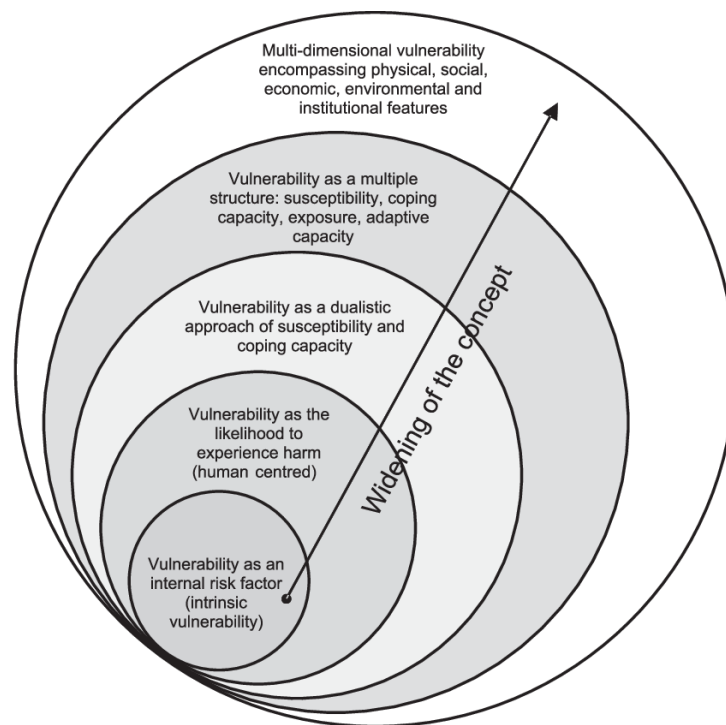 Multi-dimensional vulnerability
encompassing physical, social,
economic, environmental and
institutional features
Vulnerability as a multiple
structure: susceptibility, coping
capacity, exposure, adaptive
capacity
Vulnerability as a dualistic
approach of susceptibility and
coping capacity
Widening of the concept
Vulnerability as the
likelihood to
experience harm
(human centred)
Vulnerability as an
internal risk factor
(intrinsic
vulnerability)